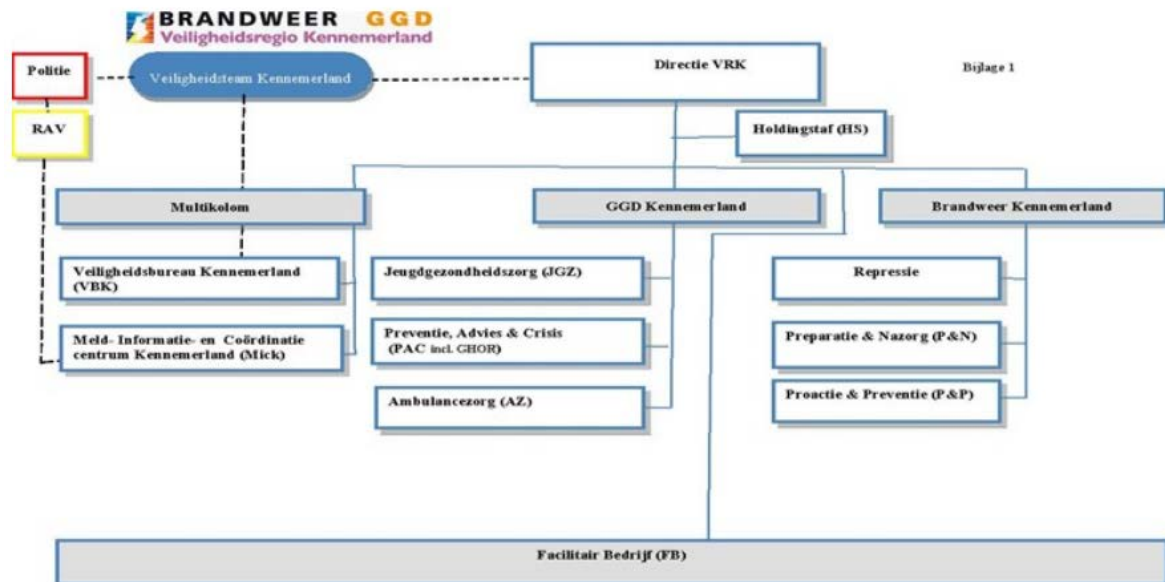 BRANDWEER GGD
Veiligheidsregio Kennemerland
Politie
Veiligheidsteam Kennemerland
Directie VRK
Bijlage 1
RAV
Holdingstaf (HS)
Multikolom
GGD Kennemerland
Brandweer Kennemerland
Veiligheidsbureau Kennemerland
(VBK)
Jeugdgezondheidszorg (JGZ)
Repressie
Meld- Informatie- en Coördinatie
centrum Kennemerland (Mick)
Preventie, Advies & Crisis
(PAC incl. GHOR)
Preparatie & Nazorg (P&N)
Ambulancezorg (AZ)
Proactie & Preventie (P&P)
Facilitair Bedrijf (FB)